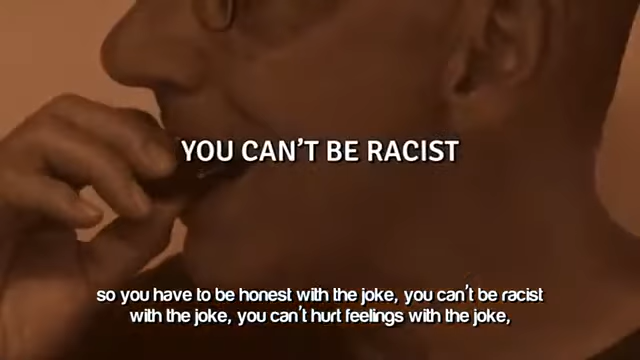 YOU CAN'T BE RACIST
so you have to be honest with the joke, you can't be racist
with the joke, you can't hurt feelings with the joke,